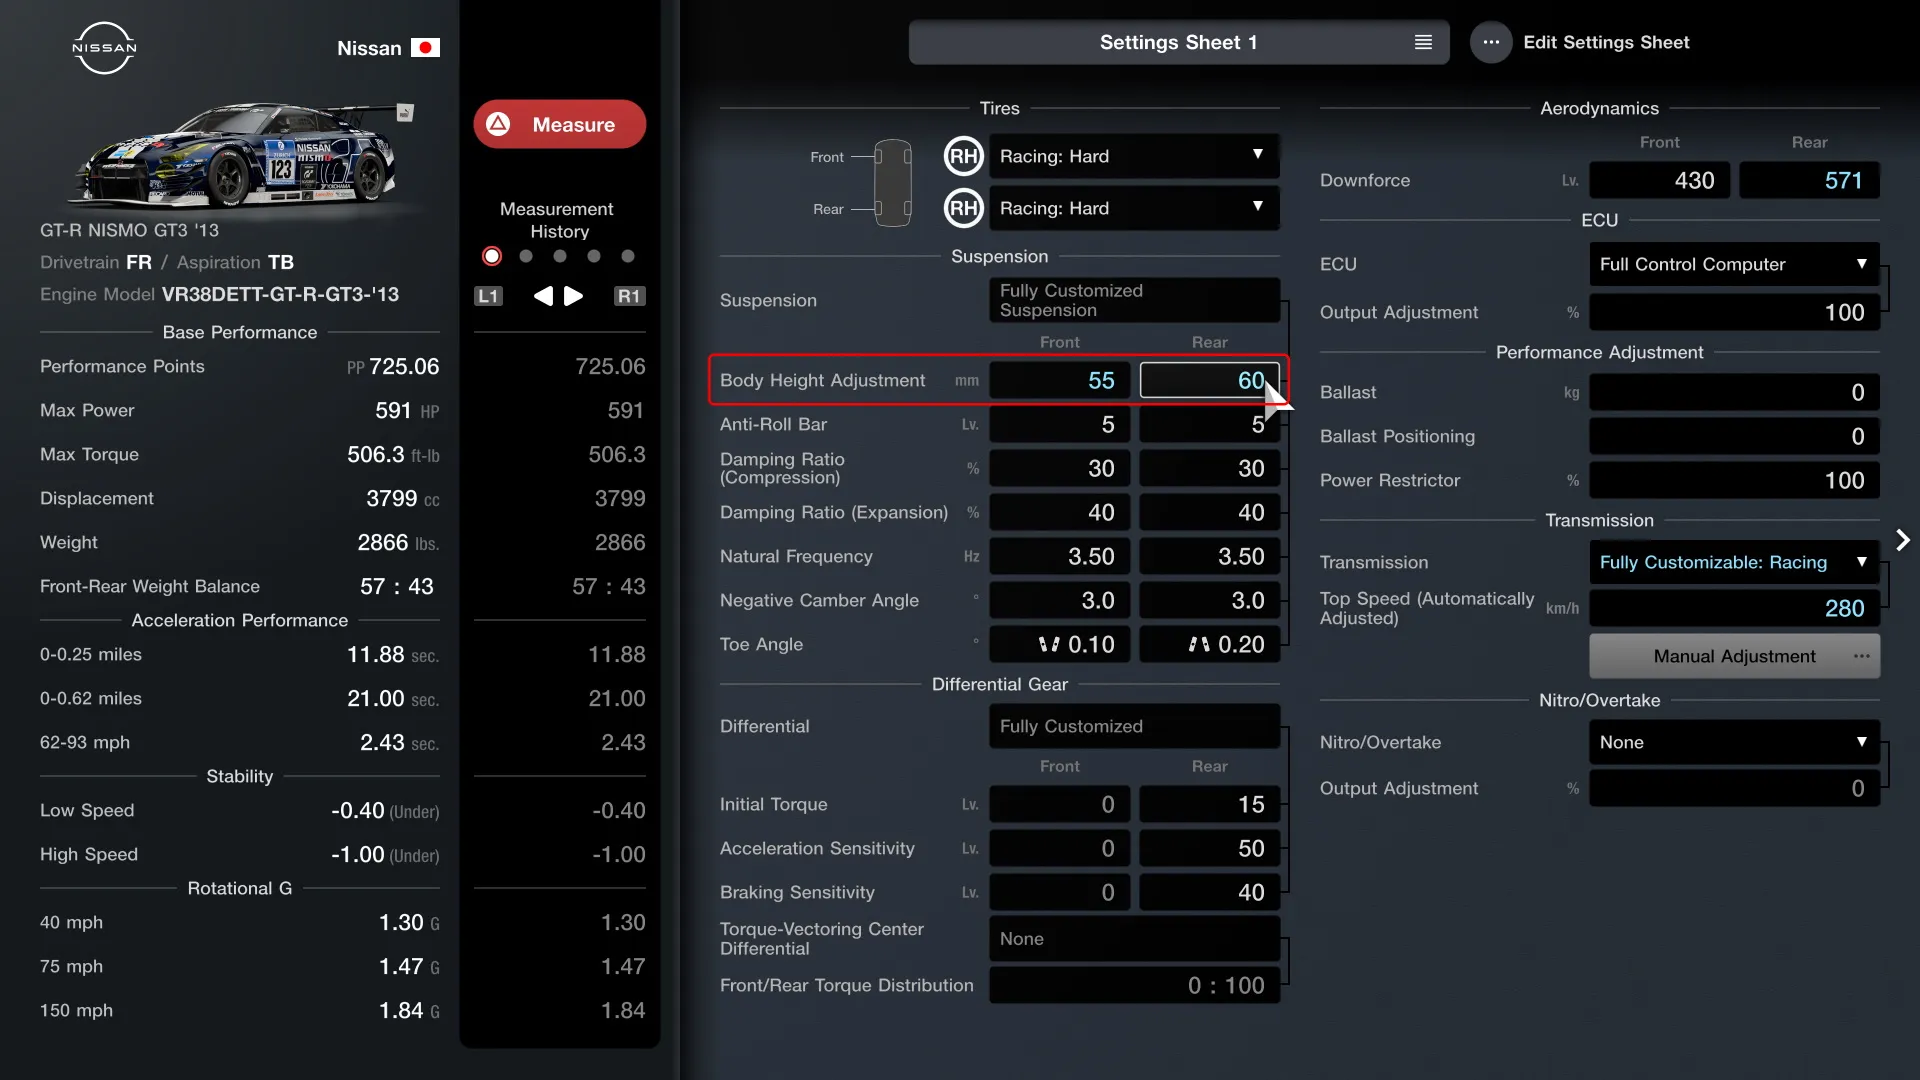 NISSAN
Nissan
GT-R NISMO GT3 '13
Drivetrain FR / Aspiration TB
Engine Model VR38DETT-GT-R-GT3-'13
Base Performance
Performance Points PP 725.06
Max Power 591 HP
Max Torque 506.3 ft-lb
Displacement 3799 cc
Weight 2866 lbs.
Front-Rear Weight Balance 57 : 43
Acceleration Performance
0-0.25 miles 11.88 sec.
0-0.62 miles 21.00 sec.
62-93 mph 2.43 sec.
Stability
Low Speed -0.40 (Under)
High Speed -1.00 (Under)
Rotational G
40 mph 1.30 G
75 mph 1.47 G
150 mph 1.84 G
NISSAN
nismo
123
YOKOHAMA
Measure
Measurement
History
L1 R1
725.06
591
506.3
3799
2866
57 : 43
11.88
21.00
2.43
-0.40
-1.00
1.30
1.47
1.84
Settings Sheet 1
Edit Settings Sheet
Tires
Front RH Racing: Hard
Rear RH Racing: Hard
Suspension
Suspension Fully Customized
Suspension
Front Rear
Body Height Adjustment mm 55 60
Anti-Roll Bar Lv. 5 5
Damping Ratio
(Compression) % 30 30
Damping Ratio (Expansion) % 40 40
Natural Frequency Hz 3.50 3.50
Negative Camber Angle ° 3.0 3.0
Toe Angle ° 0.10 0.20
Differential Gear
Differential Fully Customized
Front Rear
Initial Torque Lv. 0 15
Acceleration Sensitivity Lv. 0 50
Braking Sensitivity Lv. 0 40
Torque-Vectoring Center
Differential None
Front/Rear Torque Distribution 0 : 100
Aerodynamics
Front Rear
Downforce Lv. 430 571
ECU
ECU Full Control Computer
Output Adjustment % 100
Performance Adjustment
Ballast kg 0
Ballast Positioning 0
Power Restrictor % 100
Transmission
Transmission Fully Customizable: Racing
Top Speed (Automatically
Adjusted) km/h 280
Manual Adjustment ...
Nitro/Overtake
Nitro/Overtake None
Output Adjustment % 0